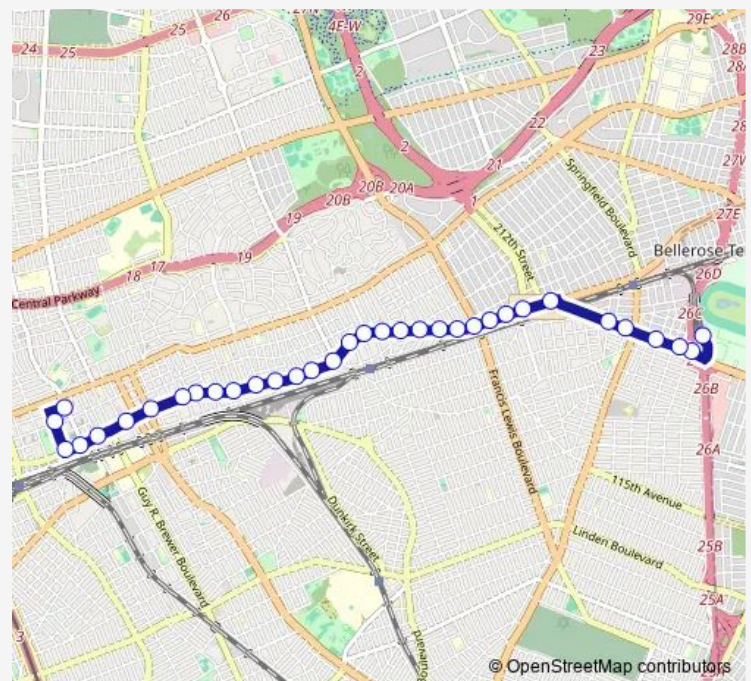 4E-W
26
25
24
25
29E
28B
28A
23
2
28
22
2
27W
21
20B
20A
20B
1
19
Springfield Boulevard
27E
212th Street
19
17
18
Bellerose Te
26D
Central Parkway
26C
26B
Francis Lewis Boulevard
26A
115th Avenue
Guy R. Brewer Boulevard
Dunkirk Street
Linden Boulevard
25B
25A
3
© OpenStreetMap contributors